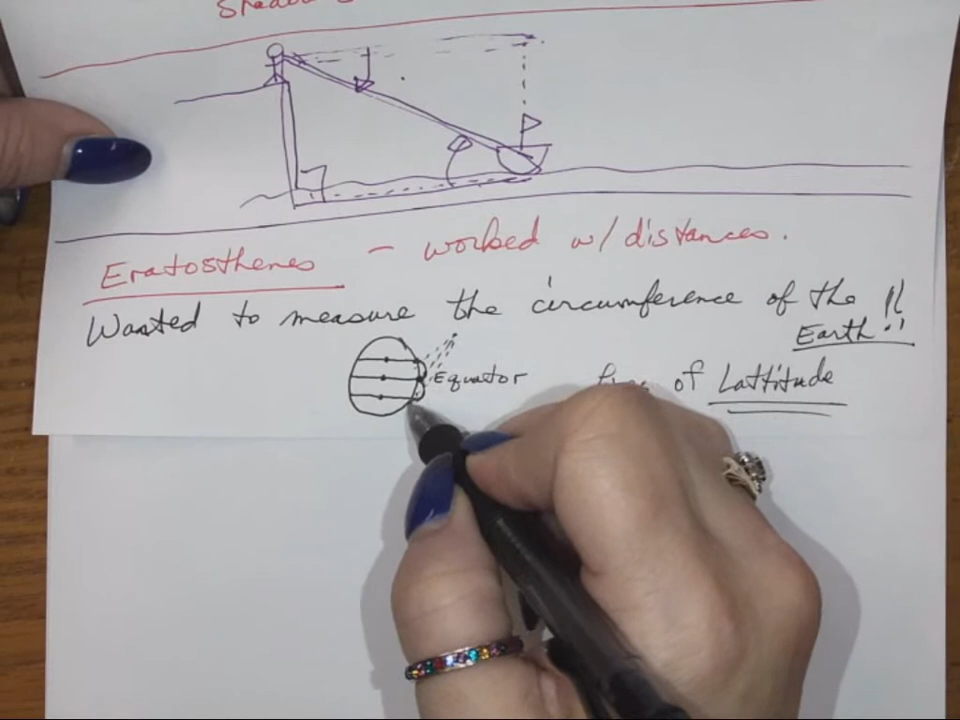 Eratosthenes - worked w/ distances.
Wanted to measure the circumference of the
Earth!!
Equator of Lattitude